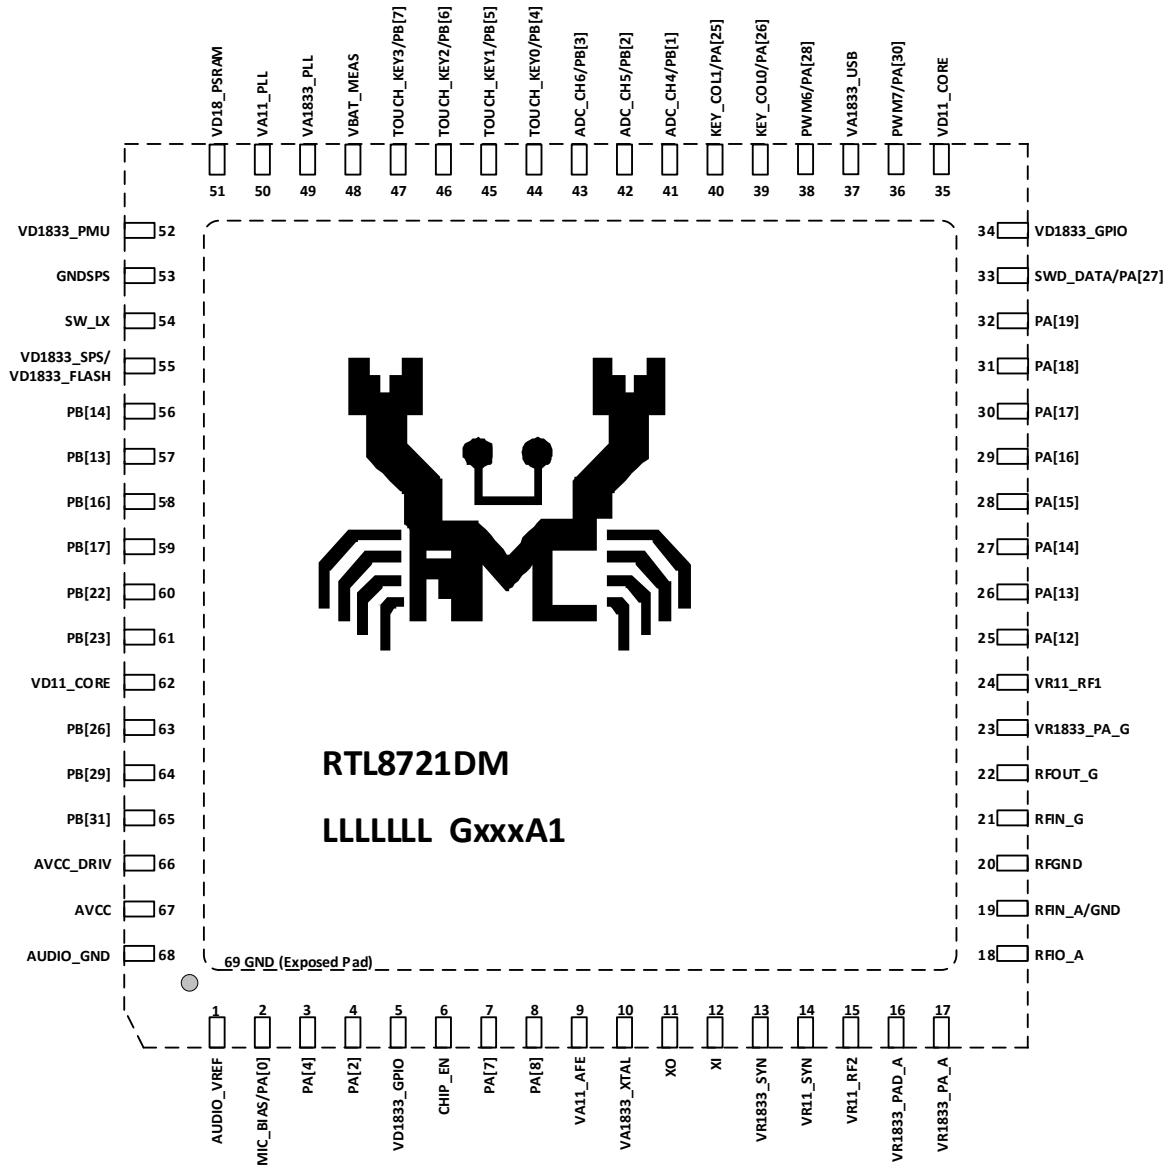 VD18_PSRAM
VA11_PLL
VA1833_PLL
VBAT_MEAS
TOUCH_KEY3/PB[7]
TOUCH_KEY2/PB[6]
TOUCH_KEY1/PB[5]
TOUCH_KEY0/PB[4]
ADC_CH6/PB[3]
ADC_CH5/PB[2]
ADC_CH4/PB[1]
KEY_COL1/PA[25]
KEY_COL0/PA[26]
PWM6/PA[28]
VA1833_USB
PWM7/PA[30]
VD11_CORE
51 50 49 48 47 46 45 44 43 42 41 40 39 38 37 36 35
VD1833_PMU 52
GNDSPS 53
SW_LX 54
VD1833_SPS/
VD1833_FLASH 55
PB[14] 56
PB[13] 57
PB[16] 58
PB[17] 59
PB[22] 60
PB[23] 61
VD11_CORE 62
PB[26] 63
PB[29] 64
PB[31] 65
AVCC_DRIV 66
AVCC 67
AUDIO_GND 68
34 VD1833_GPIO
33 SWD_DATA/PA[27]
32 PA[19]
31 PA[18]
30 PA[17]
29 PA[16]
28 PA[15]
27 PA[14]
26 PA[13]
25 PA[12]
24 VR11_RF1
23 VR1833_PA_G
22 RFOUT_G
21 RFIN_G
20 RFGND
19 RFIN_A/GND
18 RFIO_A
RTL8721DM
LLLLLLL GxxxA1
69 GND (Exposed Pad)
1 2 3 4 5 6 7 8 9 10 11 12 13 14 15 16 17
AUDIO_VREF
MIC_BIAS/PA[0]
PA[4]
PA[2]
VD1833_GPIO
CHIP_EN
PA[7]
PA[8]
VA11_AFE
VA1833_XTAL
XO
XI
VR1833_SYN
VR11_SYN
VR11_RF2
VR1833_PAD_A
VR1833_PA_A